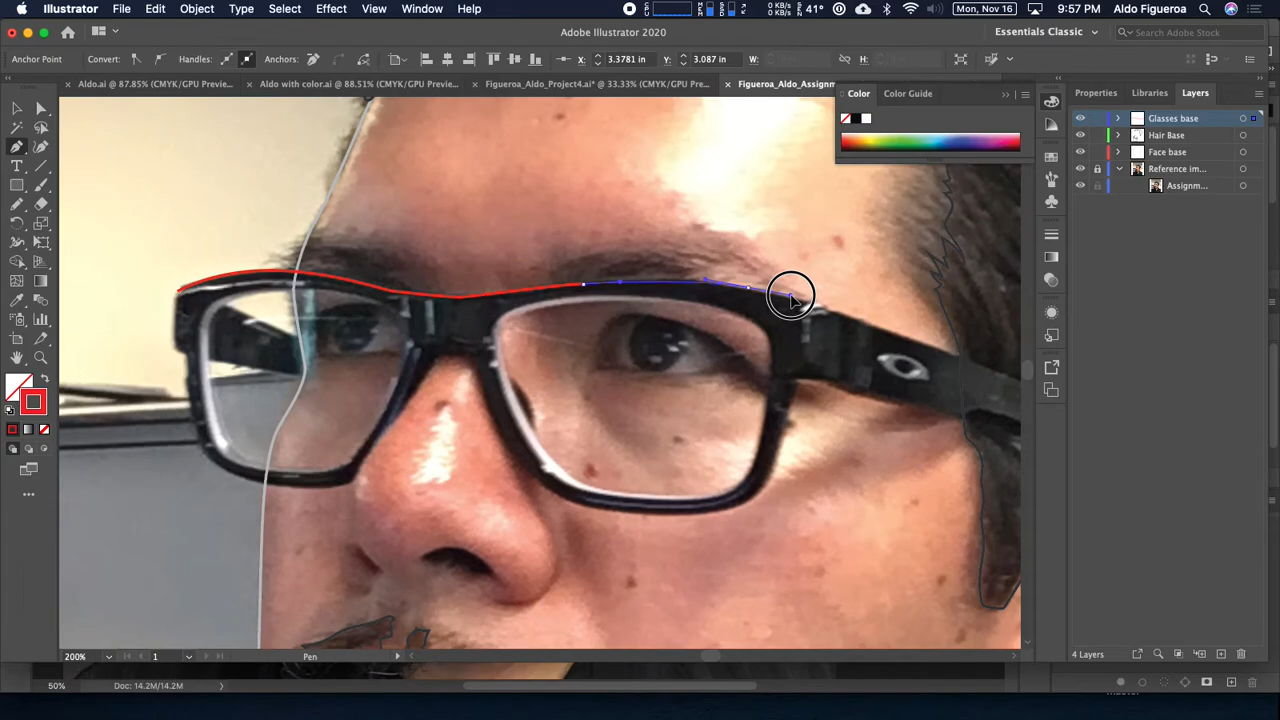 Illustrator File Edit Object Type Select Effect View Window Help 0 KB/s 0 KB/s 41° Mon, Nov 16 9:57 PM Aldo Figueroa
Adobe Illustrator 2020 Essentials Classic Search Adobe Stock
Anchor Point Convert: Handles: Anchors: X: 3.3781 in Y: 3.087 in W: H:
Aldo.ai @ 87.85% (CMYK/GPU Previe... Aldo with color.ai @ 88.51% (CMYK/GPU Previe... Figueroa_Aldo_Project4.ai* @ 33.33% (CMYK/GPU Pre... Figueroa_Aldo_Assignm
Color Color Guide
Properties Libraries Layers
Glasses base
Hair Base
Face base
Reference im...
Assignm...
200% 1 Pen
4 Layers
50% Doc: 14.2M/14.2M